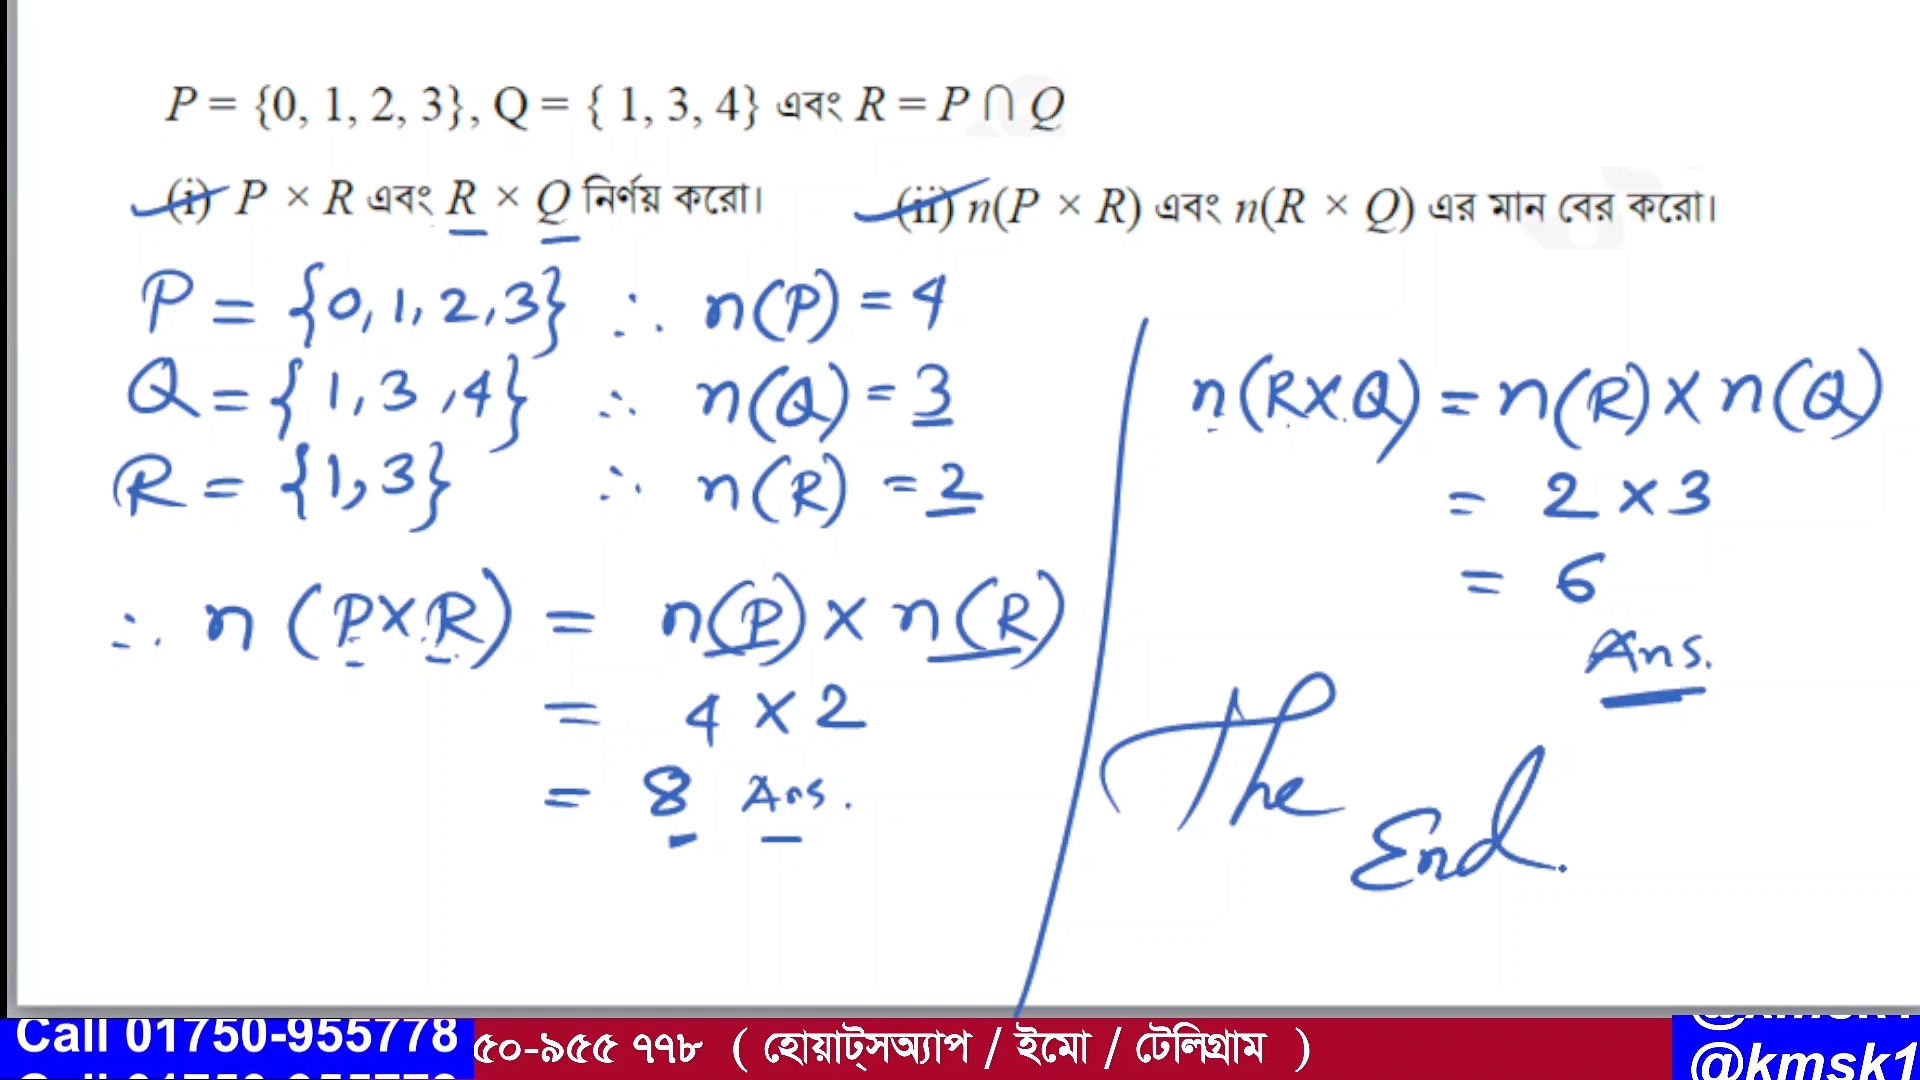 P = {0, 1, 2, 3}, Q = { 1, 3, 4} এবং R = P ∩ Q
(i) P × R এবং R × Q নির্ণয় করো।
(ii) n(P × R) এবং n(R × Q) এর মান বের করো।
P = {0, 1, 2, 3} ∴ n(P) = 4
Q = {1, 3, 4} ∴ n(Q) = 3
R = {1, 3} ∴ n(R) = 2
∴ n (P×R) = n(P) × n(R)
= 4 × 2
= 8 Ans.
n(R×Q) = n(R) × n(Q)
= 2 × 3
= 6
Ans.
The
End.
Call 01750-955778
৫০-৯৫৫ ৭৭৮ ( হোয়াট্সঅ্যাপ / ইমো / টেলিগ্রাম )
@kmsk1